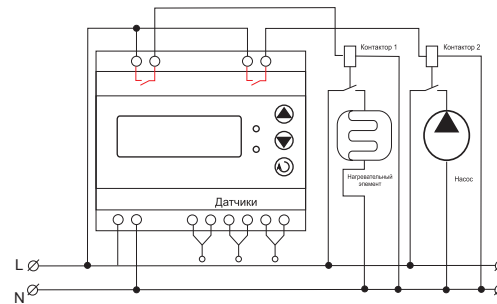 Контактор 1
Контактор 2
Нагревательный
элемент
Насос
Датчики
L
N